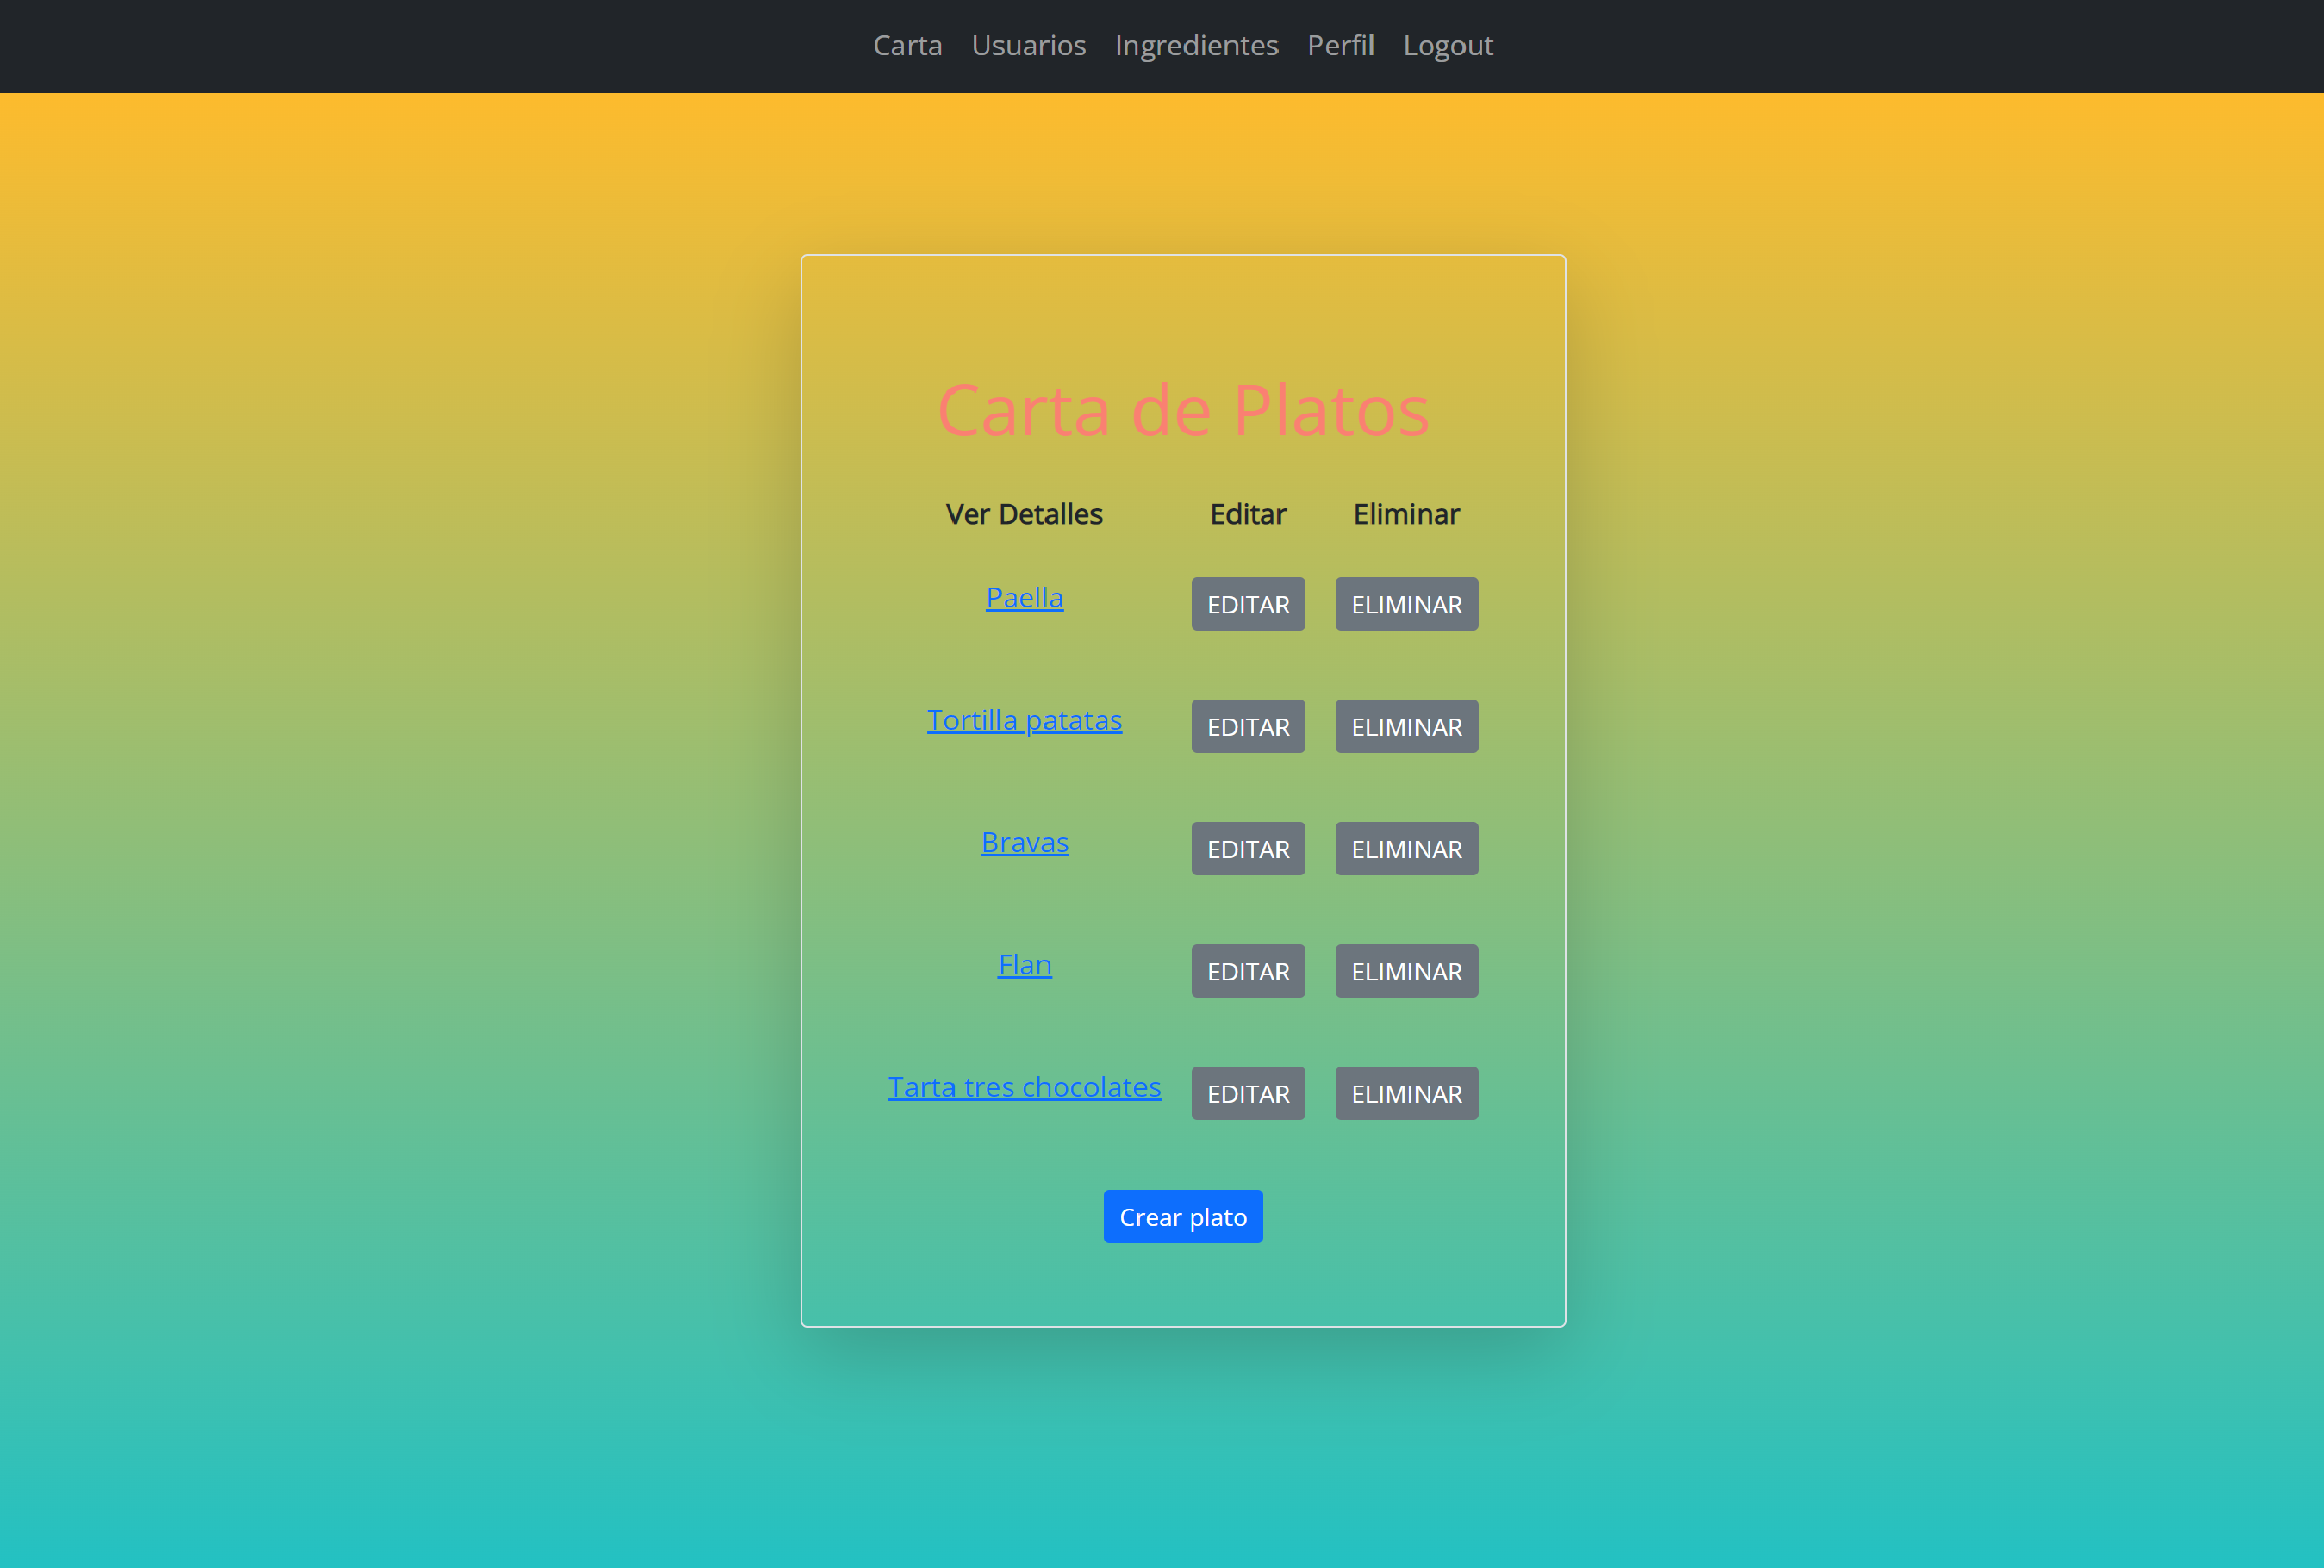 Carta Usuarios Ingredientes Perfil Logout
Carta de Platos
Ver Detalles Editar Eliminar
Paella EDITAR ELIMINAR
Tortilla patatas EDITAR ELIMINAR
Bravas EDITAR ELIMINAR
Flan EDITAR ELIMINAR
Tarta tres chocolates EDITAR ELIMINAR
Crear plato